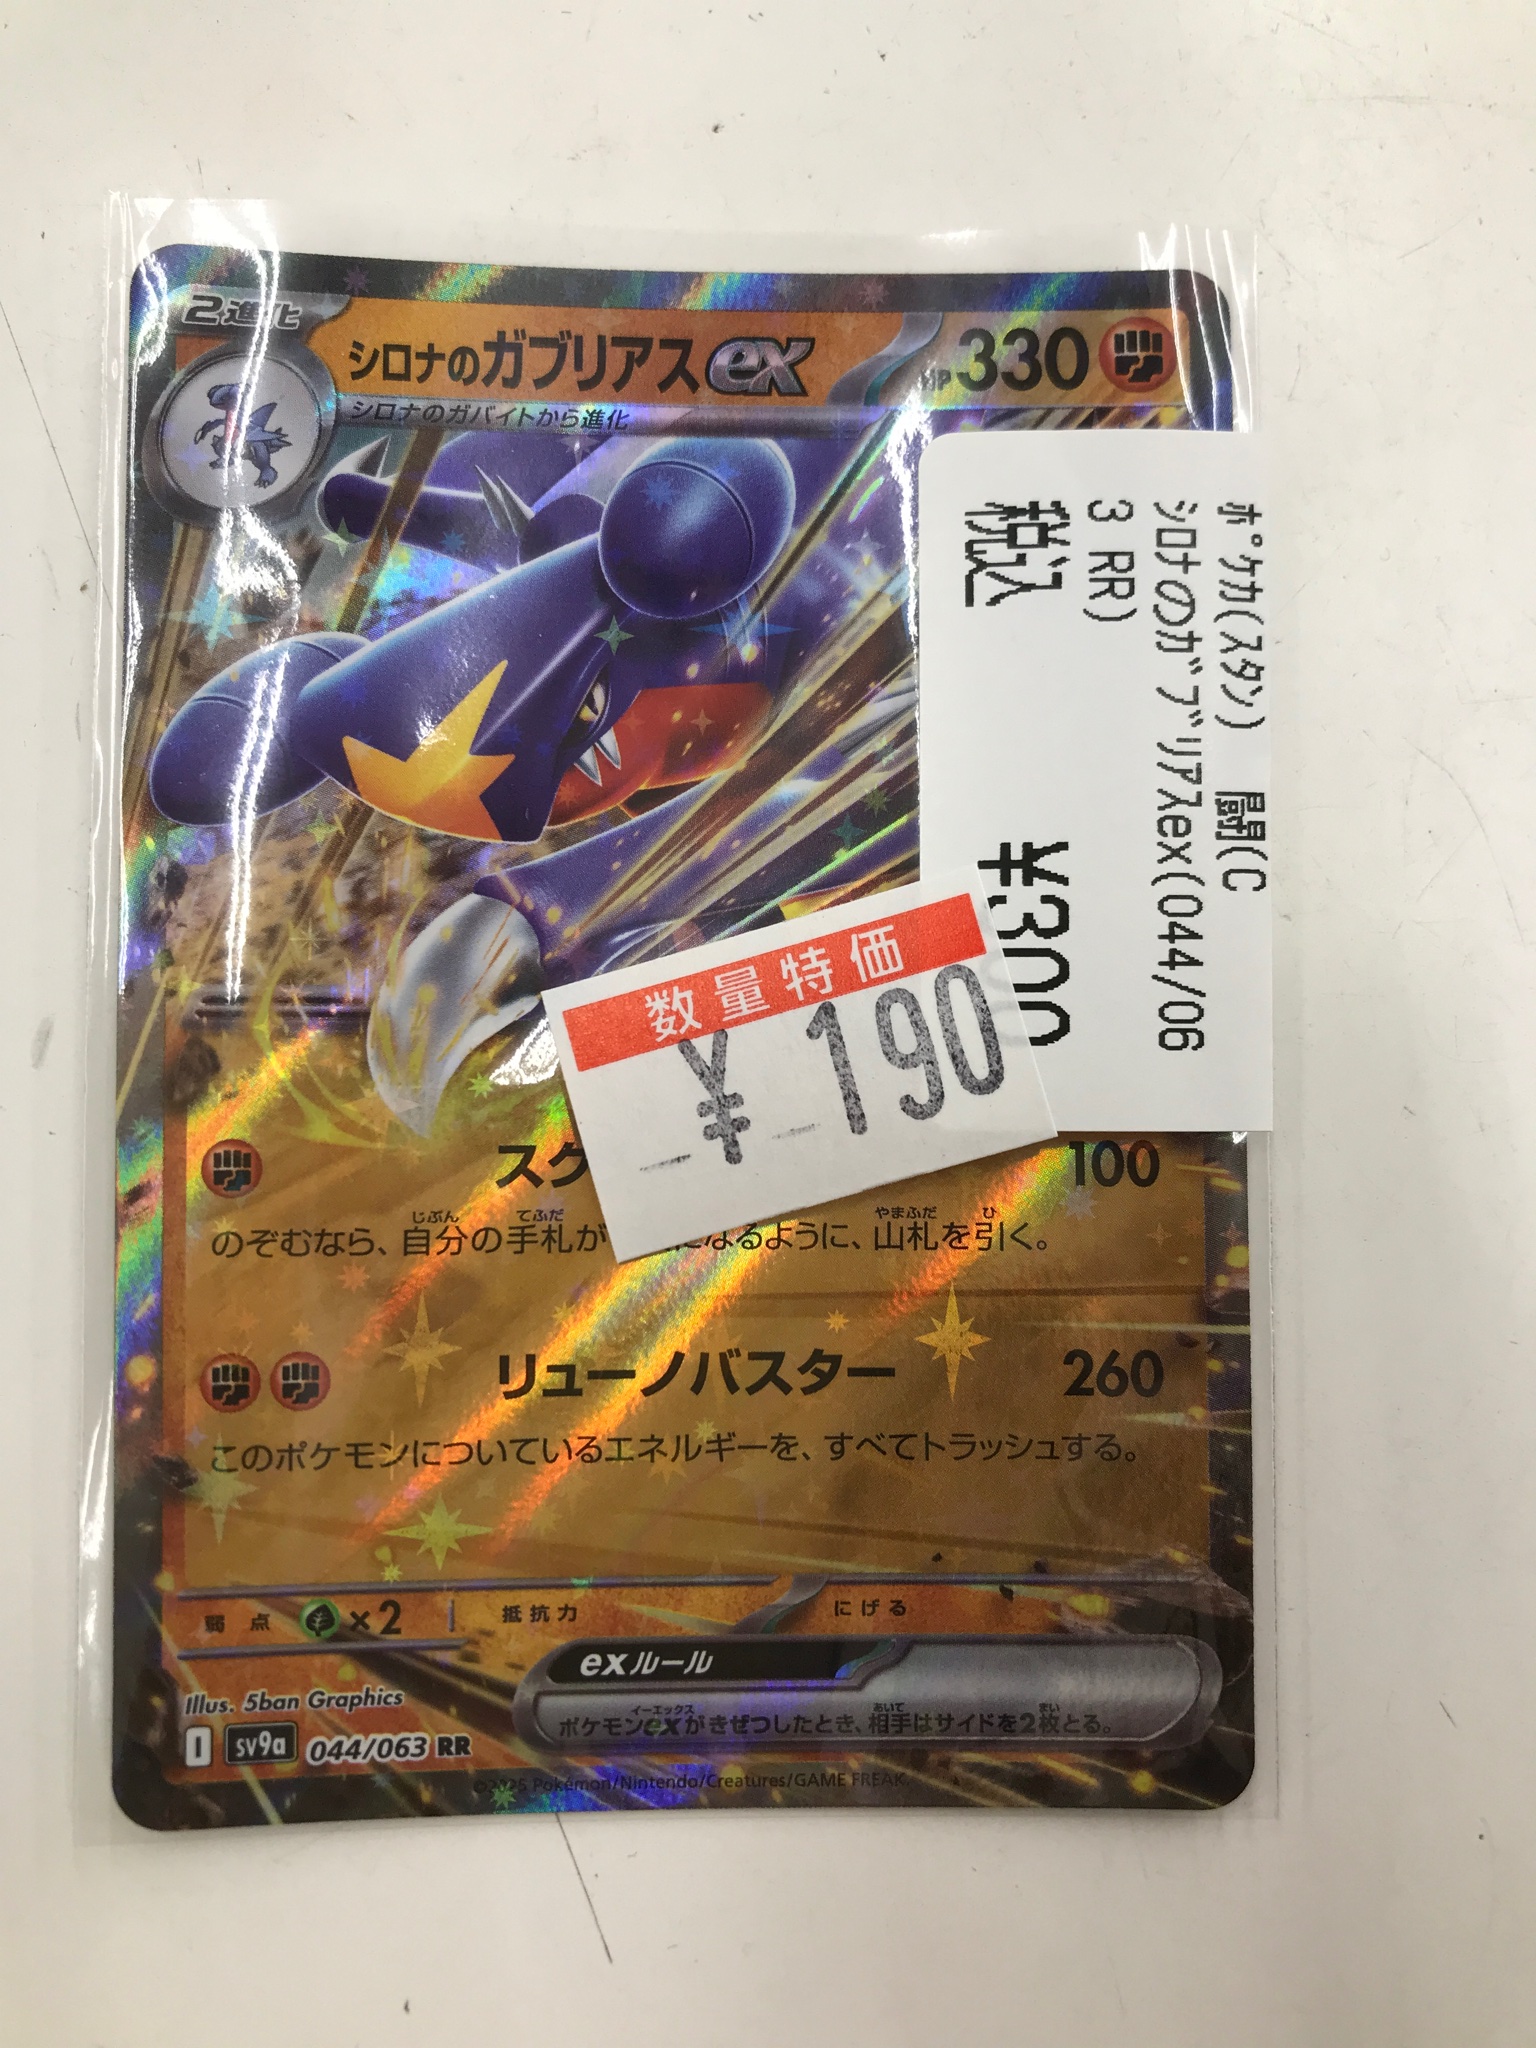 2進化
シロナのガブリアスex
HP330
シロナのガバイトから進化
ポケカ(スタン) 闘(C
シロナのガブリアスex(044/06
3 RR)
税込 ¥300
数量特価
¥190
スク
100
のぞむなら、自分の手札が
になるように、山札を引く。
リューノバスター 260
このポケモンについているエネルギーを、すべてトラッシュする。
弱点 ×2 抵抗力 にげる
exルール
ポケモンexがきぜつしたとき、相手はサイドを2枚とる。
Illus. 5ban Graphics
I sv9a 044/063 RR
©2025 Pokémon/Nintendo/Creatures/GAME FREAK.